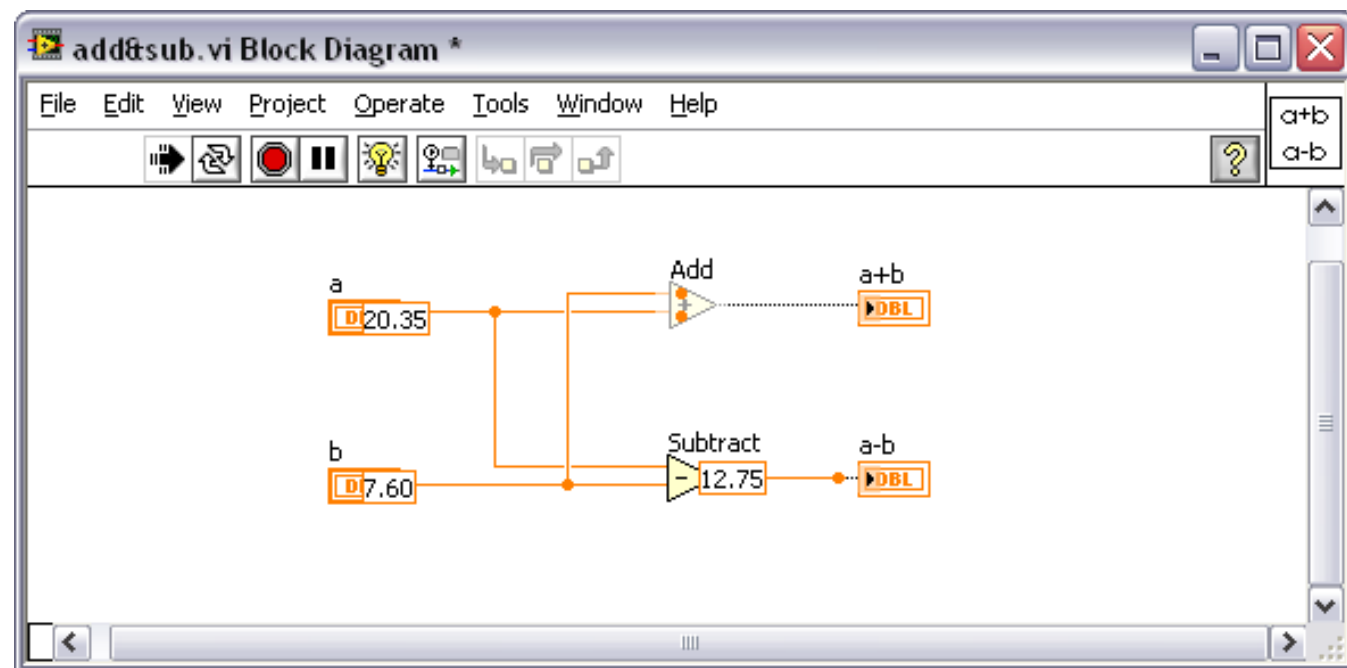 add&sub.vi Block Diagram *
File Edit View Project Operate Tools Window Help
a+b
a-b
?
a
20.35
Add
+
a+b
DBL
b
7.60
Subtract
-
12.75
a-b
DBL